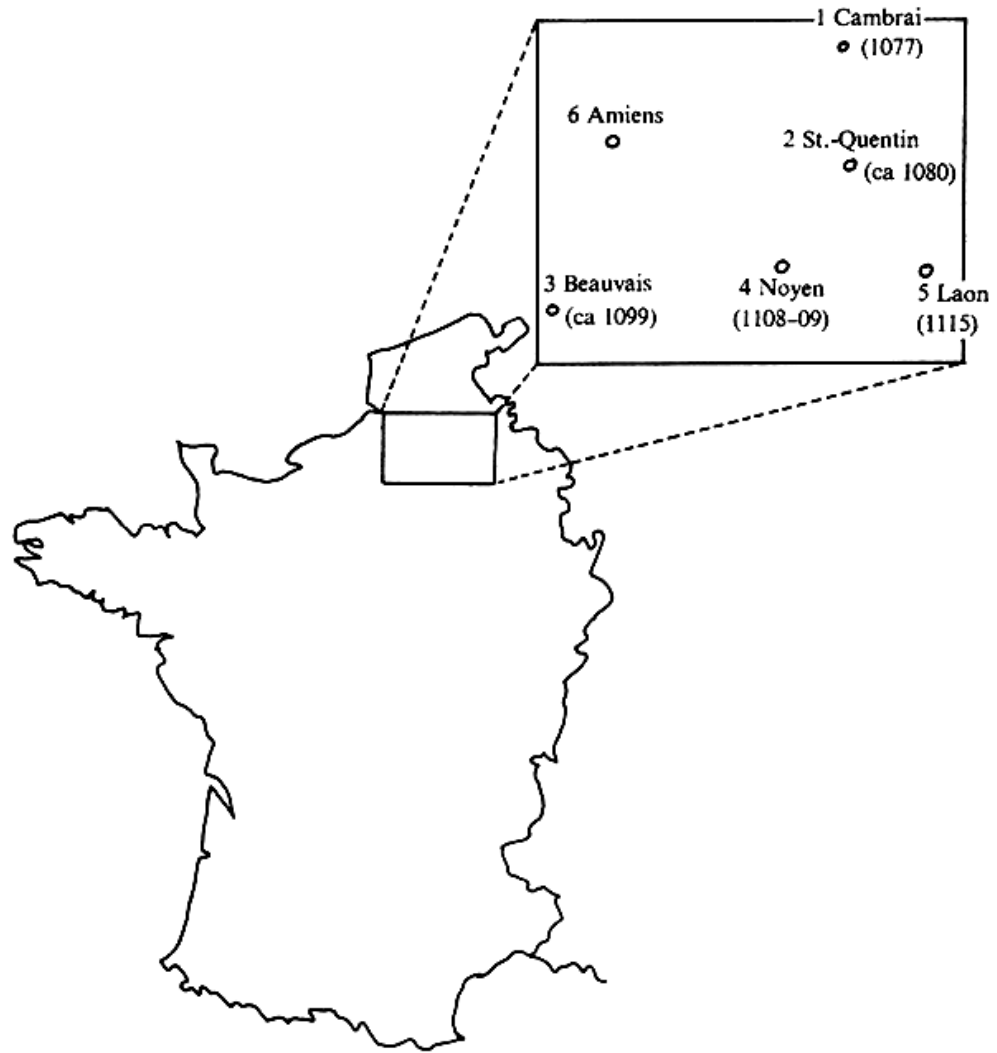 1 Cambrai
(1077)
6 Amiens
2 St.-Quentin
(ca 1080)
3 Beauvais
(ca 1099)
4 Noyen
(1108–09)
5 Laon
(1115)